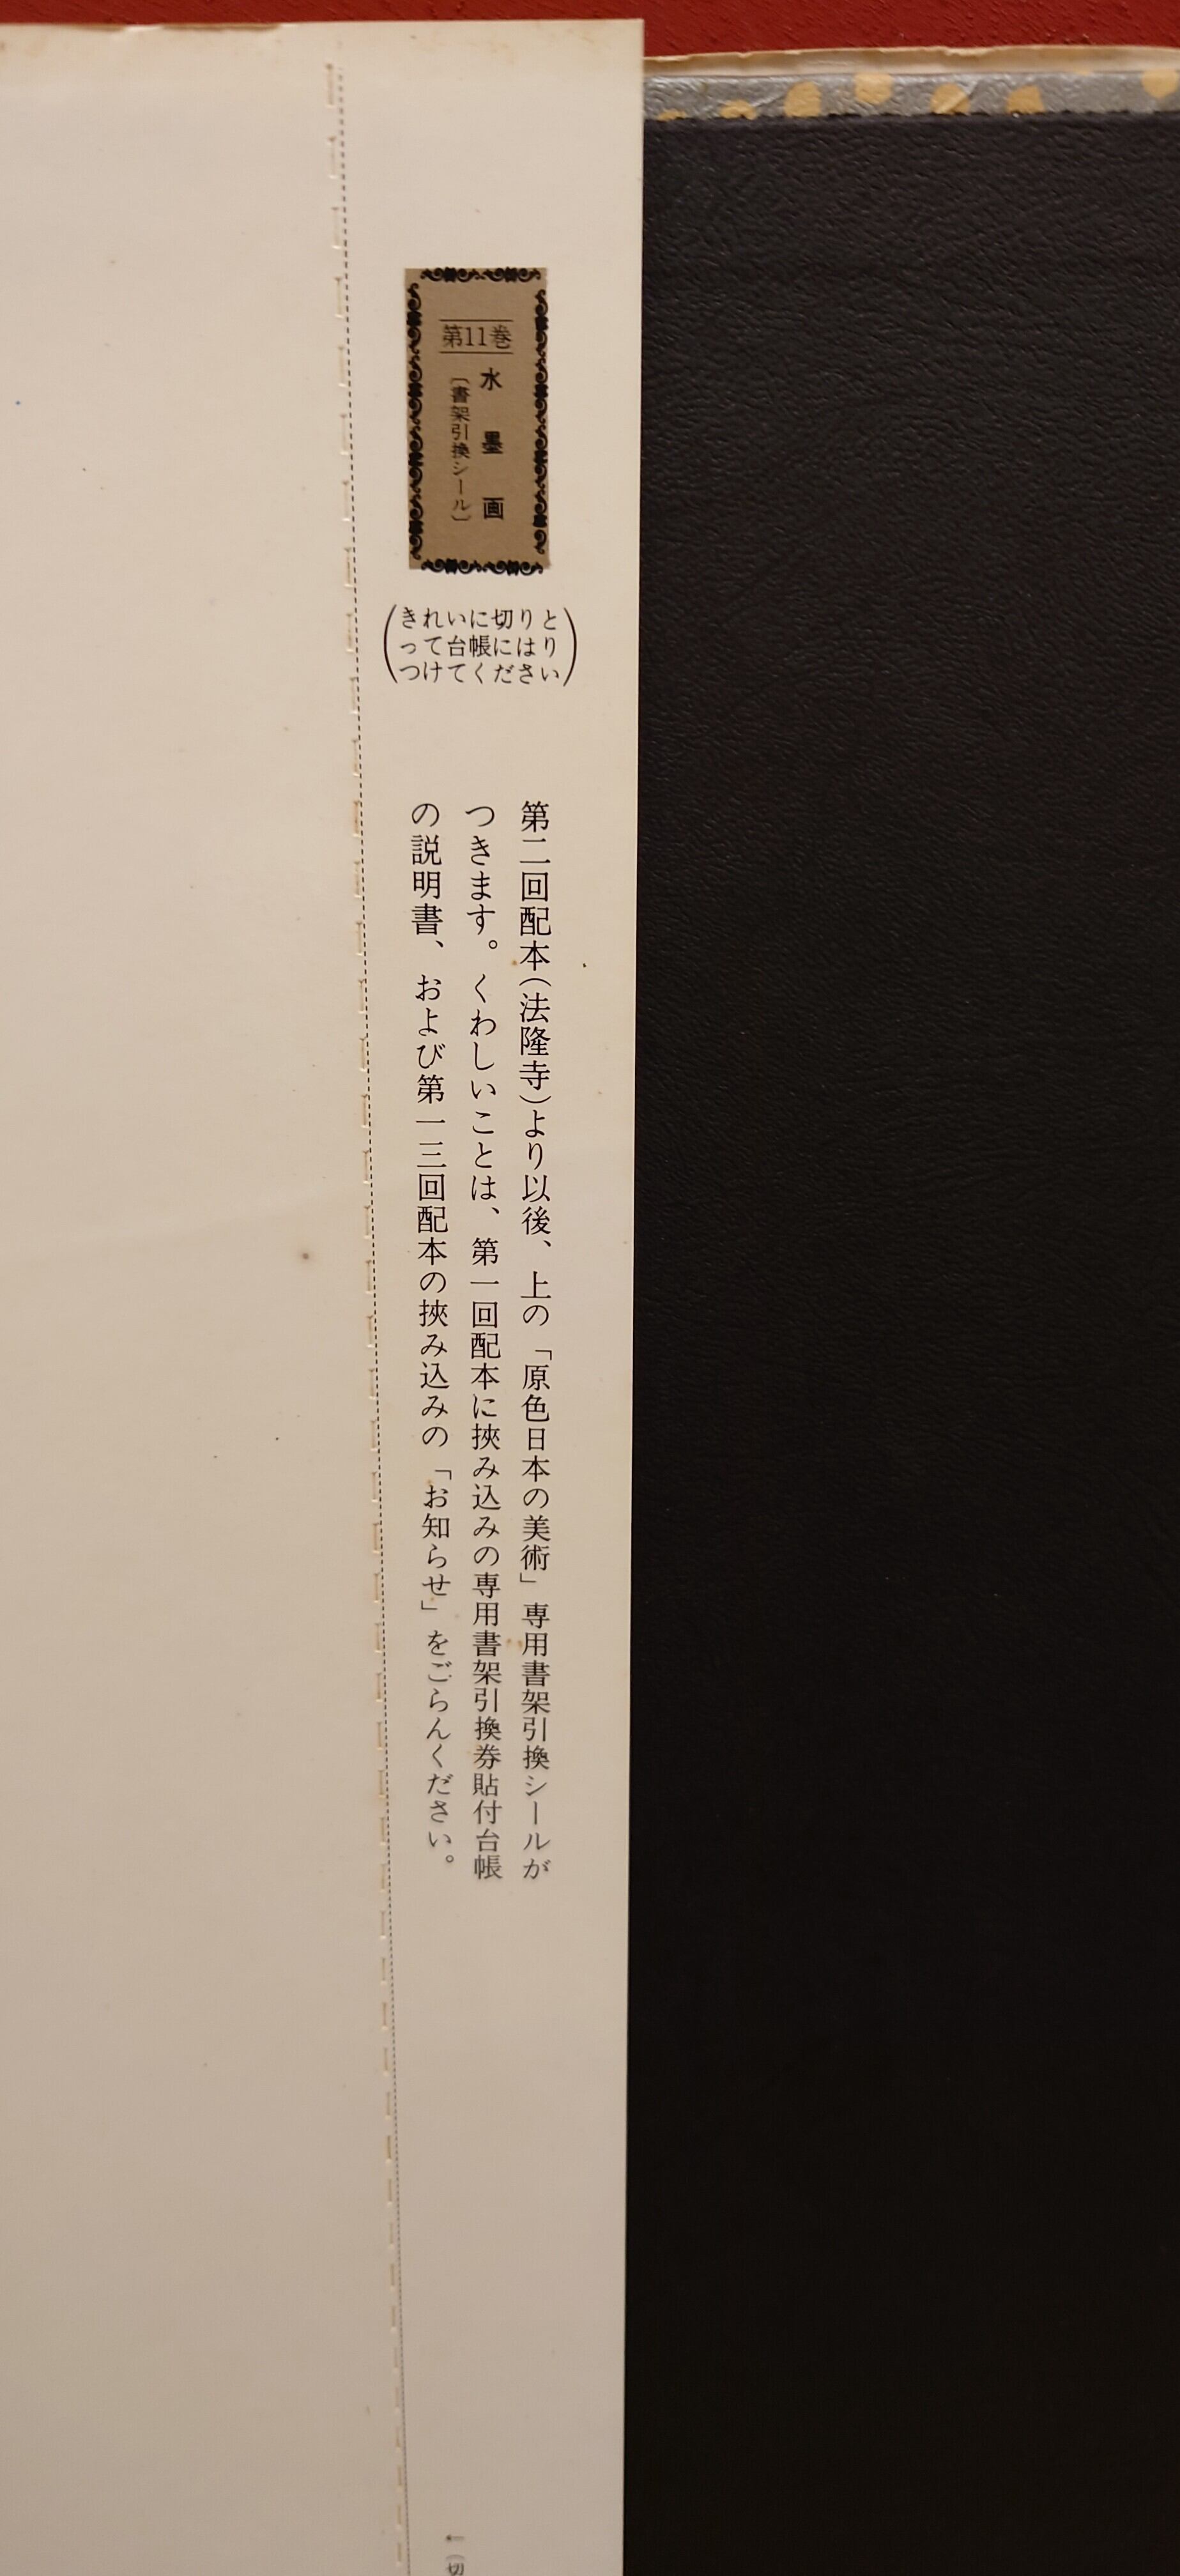 第11巻
水墨画
〔書架引換シール〕
(きれいに切りと
って台帳にはり
つけてください)
第二回配本(法隆寺)より以後、上の「原色日本の美術」専用書架引換シールが
つきます。くわしいことは、第一回配本に挾み込みの専用書架引換券貼付台帳
の説明書、および第一三回配本の挾み込みの「お知らせ」をごらんください。
(切